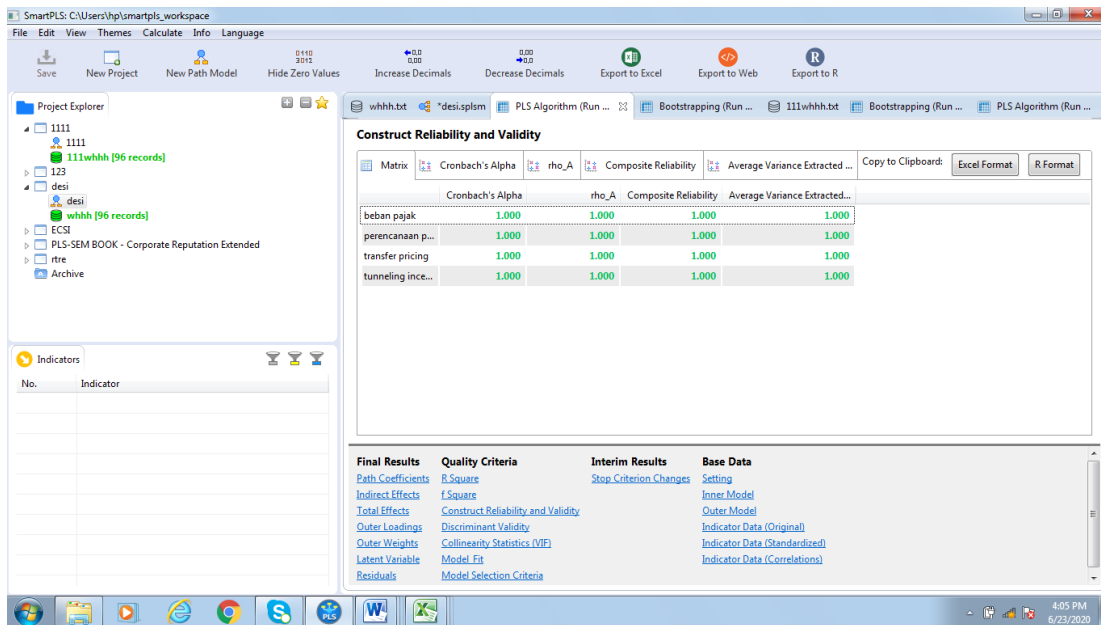 SmartPLS: C:\Users\hp\smartpls_workspace
File Edit View Themes Calculate Info Language
Save New Project New Path Model Hide Zero Values Increase Decimals Decrease Decimals Export to Excel Export to Web Export to R
Project Explorer
1111
1111
111whhh [96 records]
123
desi
desi
whhh [96 records]
ECSI
PLS-SEM BOOK - Corporate Reputation Extended
rtre
Archive
Indicators
No. Indicator
whhh.txt *desi.splsm PLS Algorithm (Run ... Bootstrapping (Run ... 111whhh.txt Bootstrapping (Run ... PLS Algorithm (Run ...
Construct Reliability and Validity
Matrix Cronbach's Alpha rho_A Composite Reliability Average Variance Extracted ... Copy to Clipboard: Excel Format R Format
Cronbach's Alpha rho_A Composite Reliability Average Variance Extracted...
beban pajak 1.000 1.000 1.000 1.000
perencanaan p... 1.000 1.000 1.000 1.000
transfer pricing 1.000 1.000 1.000 1.000
tunneling ince... 1.000 1.000 1.000 1.000
Final Results Quality Criteria Interim Results Base Data
Path Coefficients R Square Stop Criterion Changes Setting
Indirect Effects f Square Inner Model
Total Effects Construct Reliability and Validity Outer Model
Outer Loadings Discriminant Validity Indicator Data (Original)
Outer Weights Collinearity Statistics (VIF) Indicator Data (Standardized)
Latent Variable Model Fit Indicator Data (Correlations)
Residuals Model Selection Criteria
PLS
4:05 PM
6/23/2020